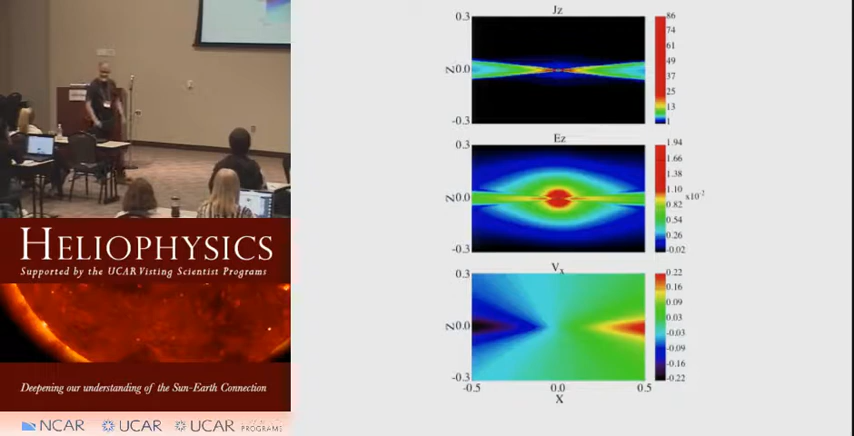 HELIOPHYSICS
Supported by the UCAR Visting Scientist Programs
Deepening our understanding of the Sun-Earth Connection
NCAR UCAR UCAR PROGRAMS
Jz
0.3
Z 0.0
-0.3
86
74
61
49
37
25
13
1
Ez
0.3
Z 0.0
-0.3
1.94
1.66
1.38
1.10
0.82
0.54
0.26
-0.02
x10⁻²
Vx
0.3
Z 0.0
-0.3
0.22
0.16
0.09
0.03
-0.03
-0.09
-0.16
-0.22
-0.5 0.0 0.5
X